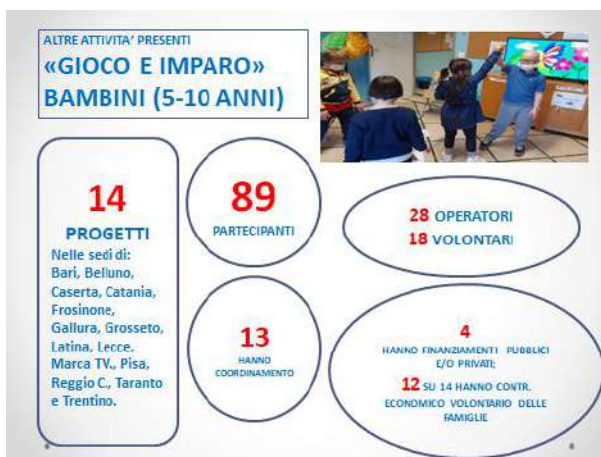 ALTRE ATTIVITA' PRESENTI
«GIOCO E IMPARO»
BAMBINI (5-10 ANNI)
14
PROGETTI
Nelle sedi di:
Bari, Belluno,
Caserta, Catania,
Frosinone,
Gallura, Grosseto,
Latina, Lecce,
Marca TV., Pisa,
Reggio C., Taranto
e Trentino.
89
PARTECIPANTI
13
HANNO
COORDINAMENTO
28 OPERATORI
18 VOLONTARI
4
HANNO FINANZIAMENTI PUBBLICI
E/O PRIVATI;
12 SU 14 HANNO CONTR.
ECONOMICO VOLONTARIO DELLE
FAMIGLIE